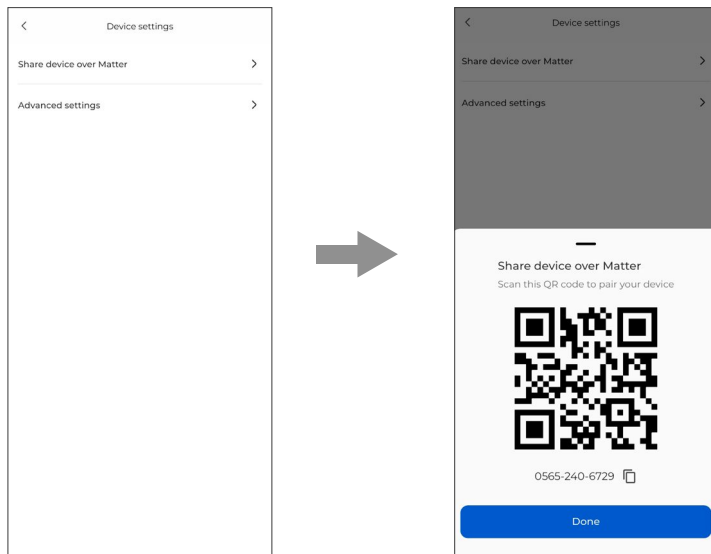 Device settings
Share device over Matter
Advanced settings
Device settings
Share device over Matter
Advanced settings
Share device over Matter
Scan this QR code to pair your device
0565-240-6729
Done